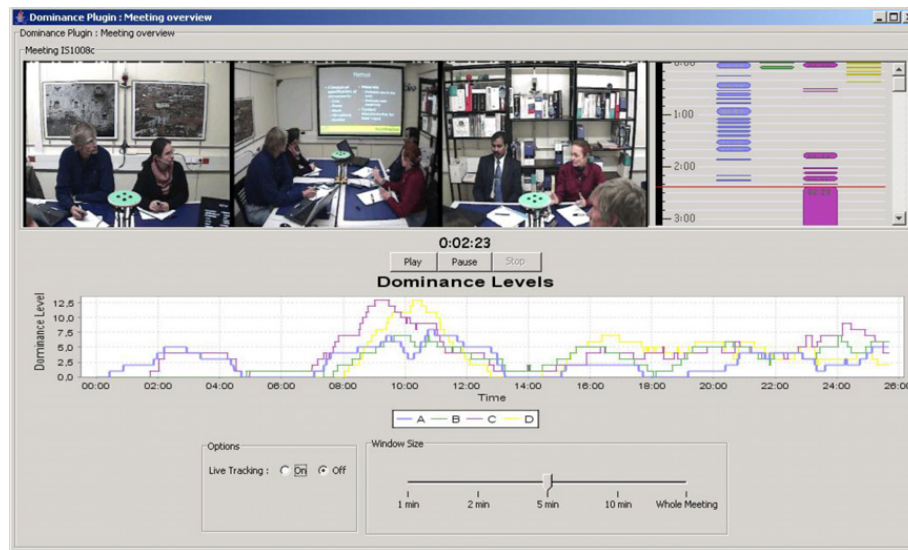 Dominance Plugin : Meeting overview
Dominance Plugin : Meeting overview
Meeting IS1008c
Method
0:00
1:00
2:00
3:00
02:23
0:02:23
Play Pause Stop
Dominance Levels
Dominance Level
12,5
10,0
7,5
5,0
2,5
0,0
00:00 02:00 04:00 06:00 08:00 10:00 12:00 14:00 16:00 18:00 20:00 22:00 24:00 26:00
Time
A B C D
Options
Live Tracking : On Off
Window Size
1 min 2 min 5 min 10 min Whole Meeting